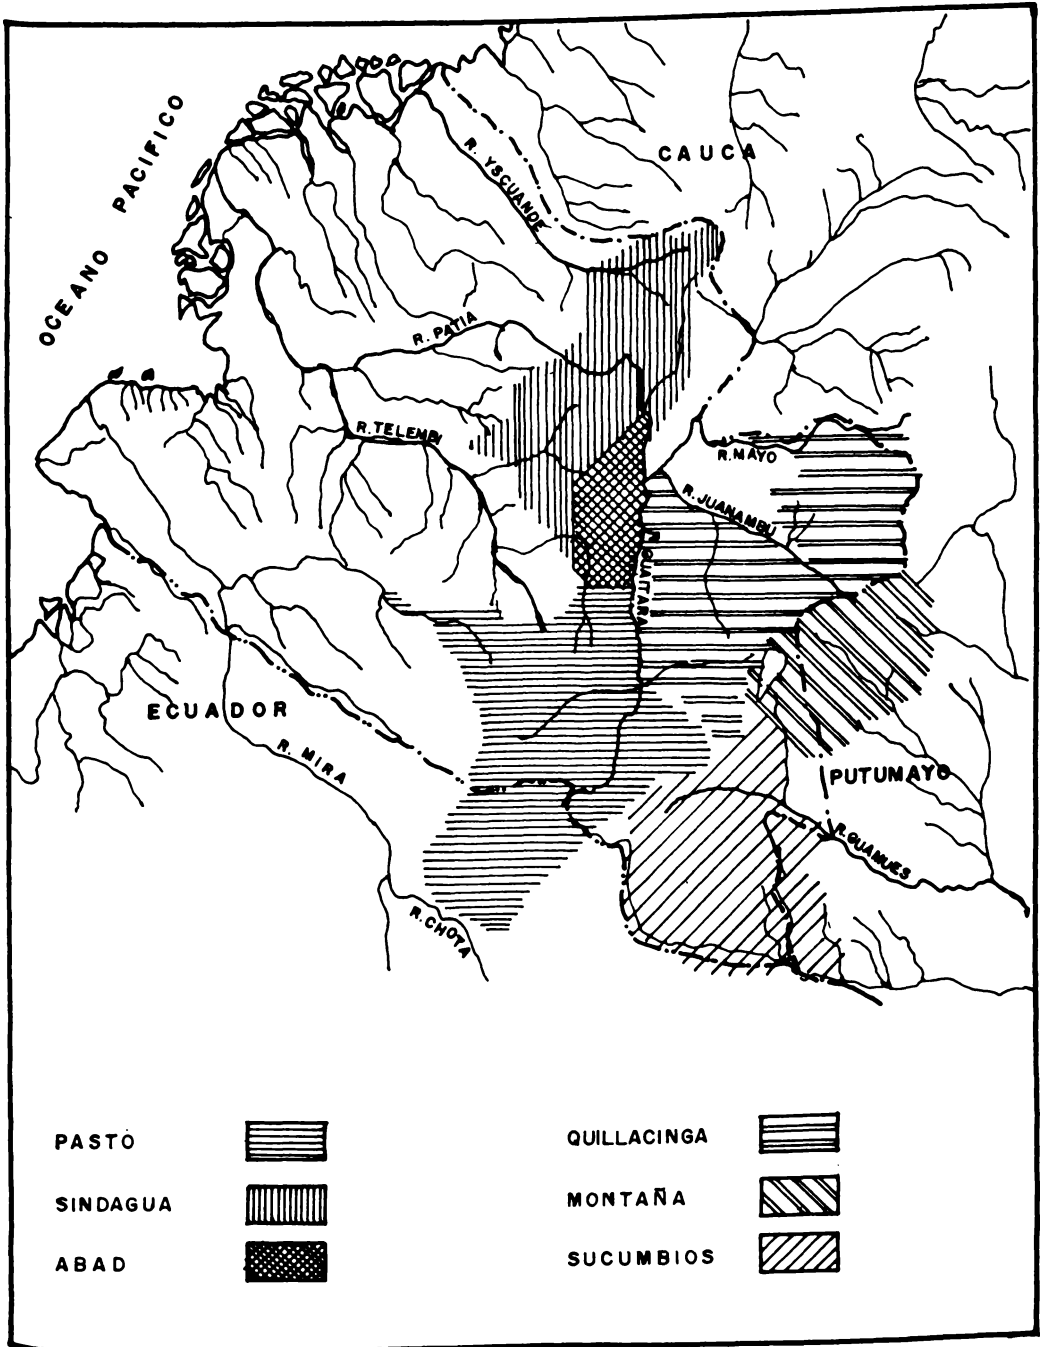 OCEANO PACIFICO
CAUCA
R. YSCUANDE
R. PATIA
R. TELEMBI
R. MAYO
R. JUANAMBU
R. GUAITARA
ECUADOR
R. MIRA
PUTUMAYO
R. GUAMUES
R. CHOTA
PASTO
SINDAGUA
ABAD
QUILLACINGA
MONTAÑA
SUCUMBIOS